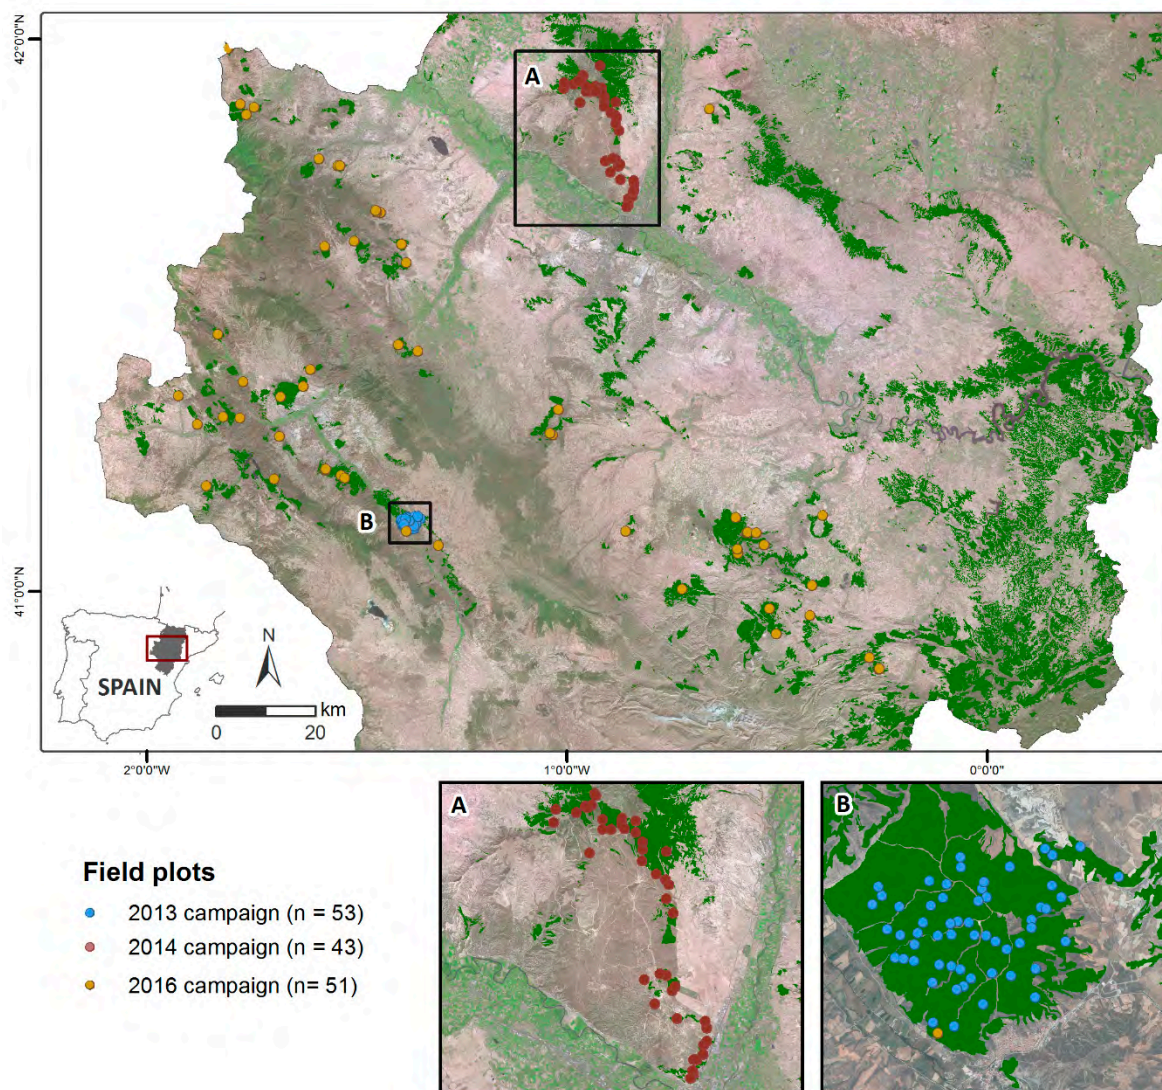 42°0'0"N
A
B
41°0'0"N
N
SPAIN
km
0 20
2°0'0"W 1°0'0"W 0°0'0"
A
B
Field plots
2013 campaign (n = 53)
2014 campaign (n = 43)
2016 campaign (n= 51)